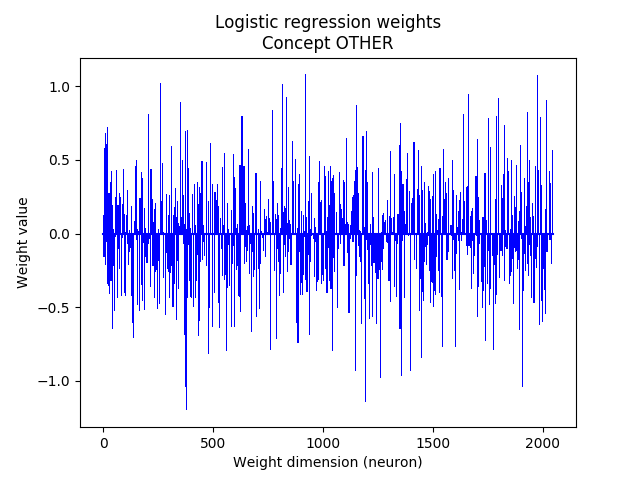 Logistic regression weights
Concept OTHER
1.0
0.5
0.0
−0.5
−1.0
Weight value
0
500
1000
1500
2000
Weight dimension (neuron)